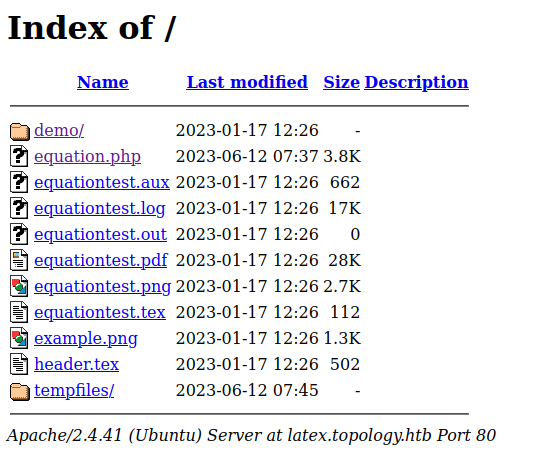 Index of /
Name Last modified Size Description
demo/ 2023-01-17 12:26 -
equation.php 2023-06-12 07:37 3.8K
equationtest.aux 2023-01-17 12:26 662
equationtest.log 2023-01-17 12:26 17K
equationtest.out 2023-01-17 12:26 0
equationtest.pdf 2023-01-17 12:26 28K
equationtest.png 2023-01-17 12:26 2.7K
equationtest.tex 2023-01-17 12:26 112
example.png 2023-01-17 12:26 1.3K
header.tex 2023-01-17 12:26 502
tempfiles/ 2023-06-12 07:45 -
Apache/2.4.41 (Ubuntu) Server at latex.topology.htb Port 80